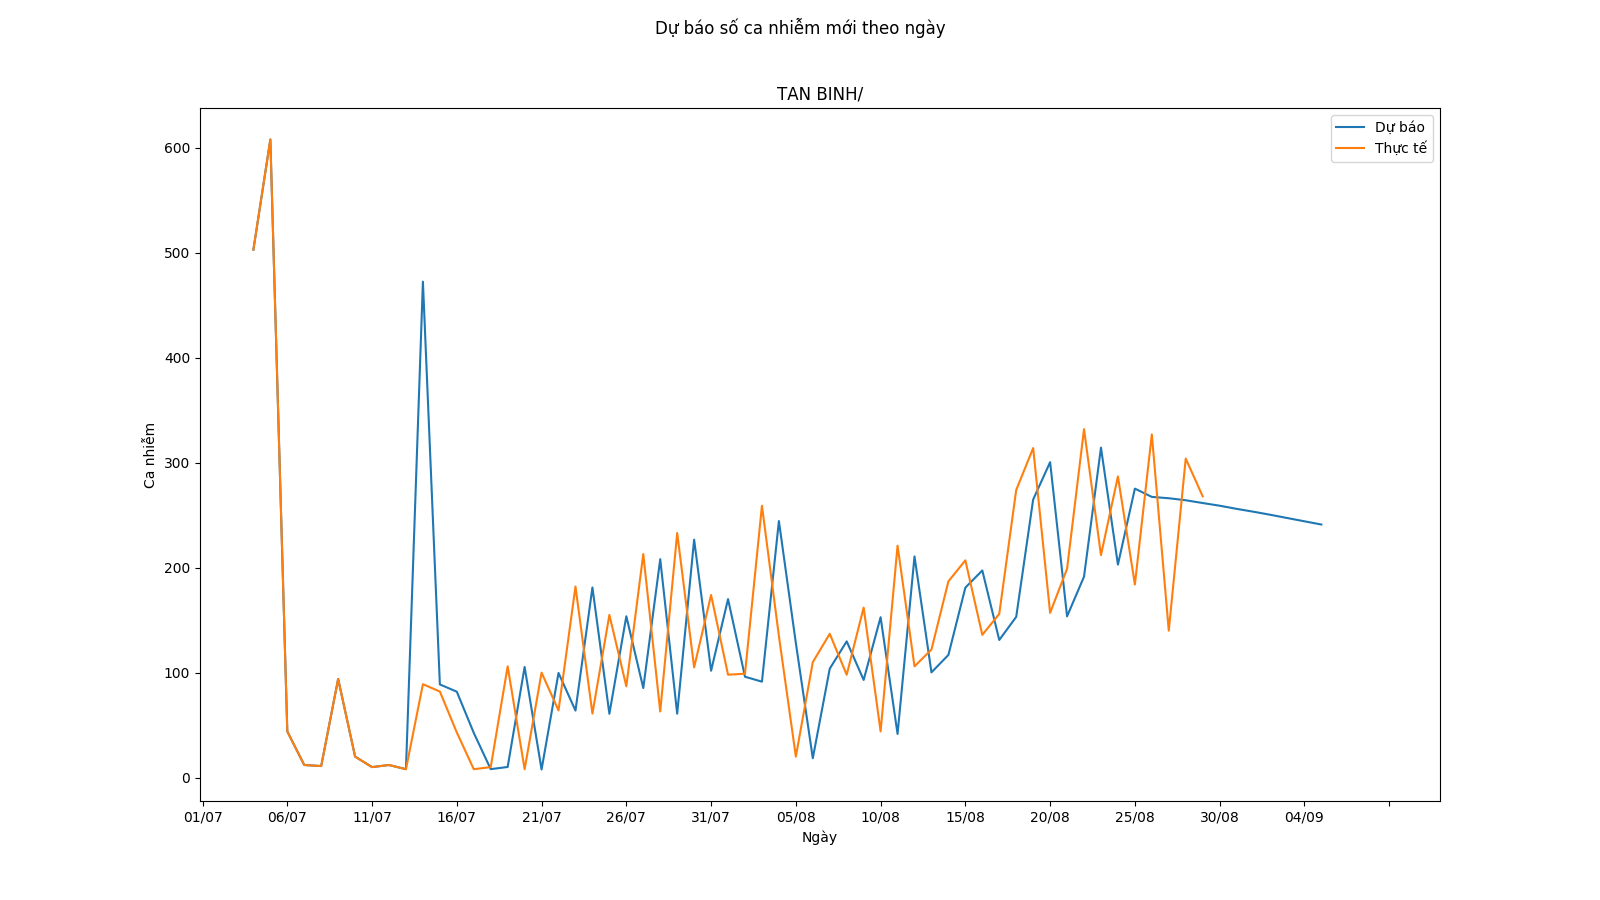 Dự báo số ca nhiễm mới theo ngày
TAN BINH/
Dự báo
Thực tế
600
500
400
300
200
100
0
Ca nhiễm
01/07 06/07 11/07 16/07 21/07 26/07 31/07 05/08 10/08 15/08 20/08 25/08 30/08 04/09
Ngày